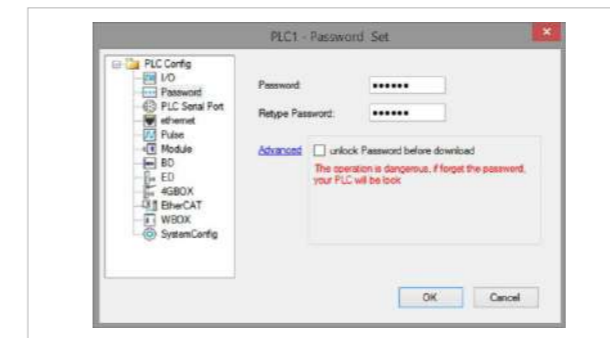 PLC1 - Password Set
PLC Config
I/O
Password
PLC Serial Port
ethernet
Pulse
Module
BD
ED
4GBOX
EtherCAT
WBOX
SystemConfig
Password:
Retype Password:
Advanced
unlock Password before download
The operation is dangerous, if forget the password,
your PLC will be lock
OK Cancel